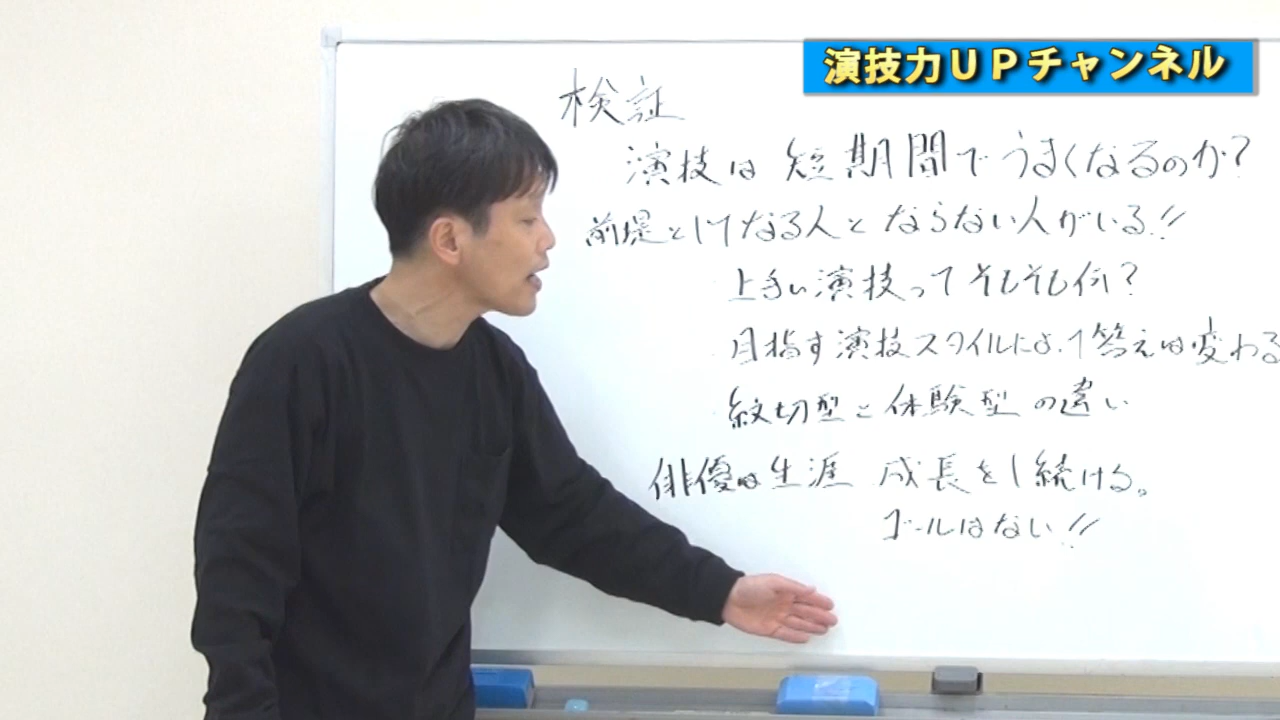 演技力UPチャンネル
検証
演技は短期間でうまくなるのか?
前提としてなる人とならない人がいる!!
上手い演技ってそもそも何?
目指す演技スタイルによって答えは変わる
紋切型と体験型の違い
俳優は生涯 成長をし続ける。
ゴールはない!!